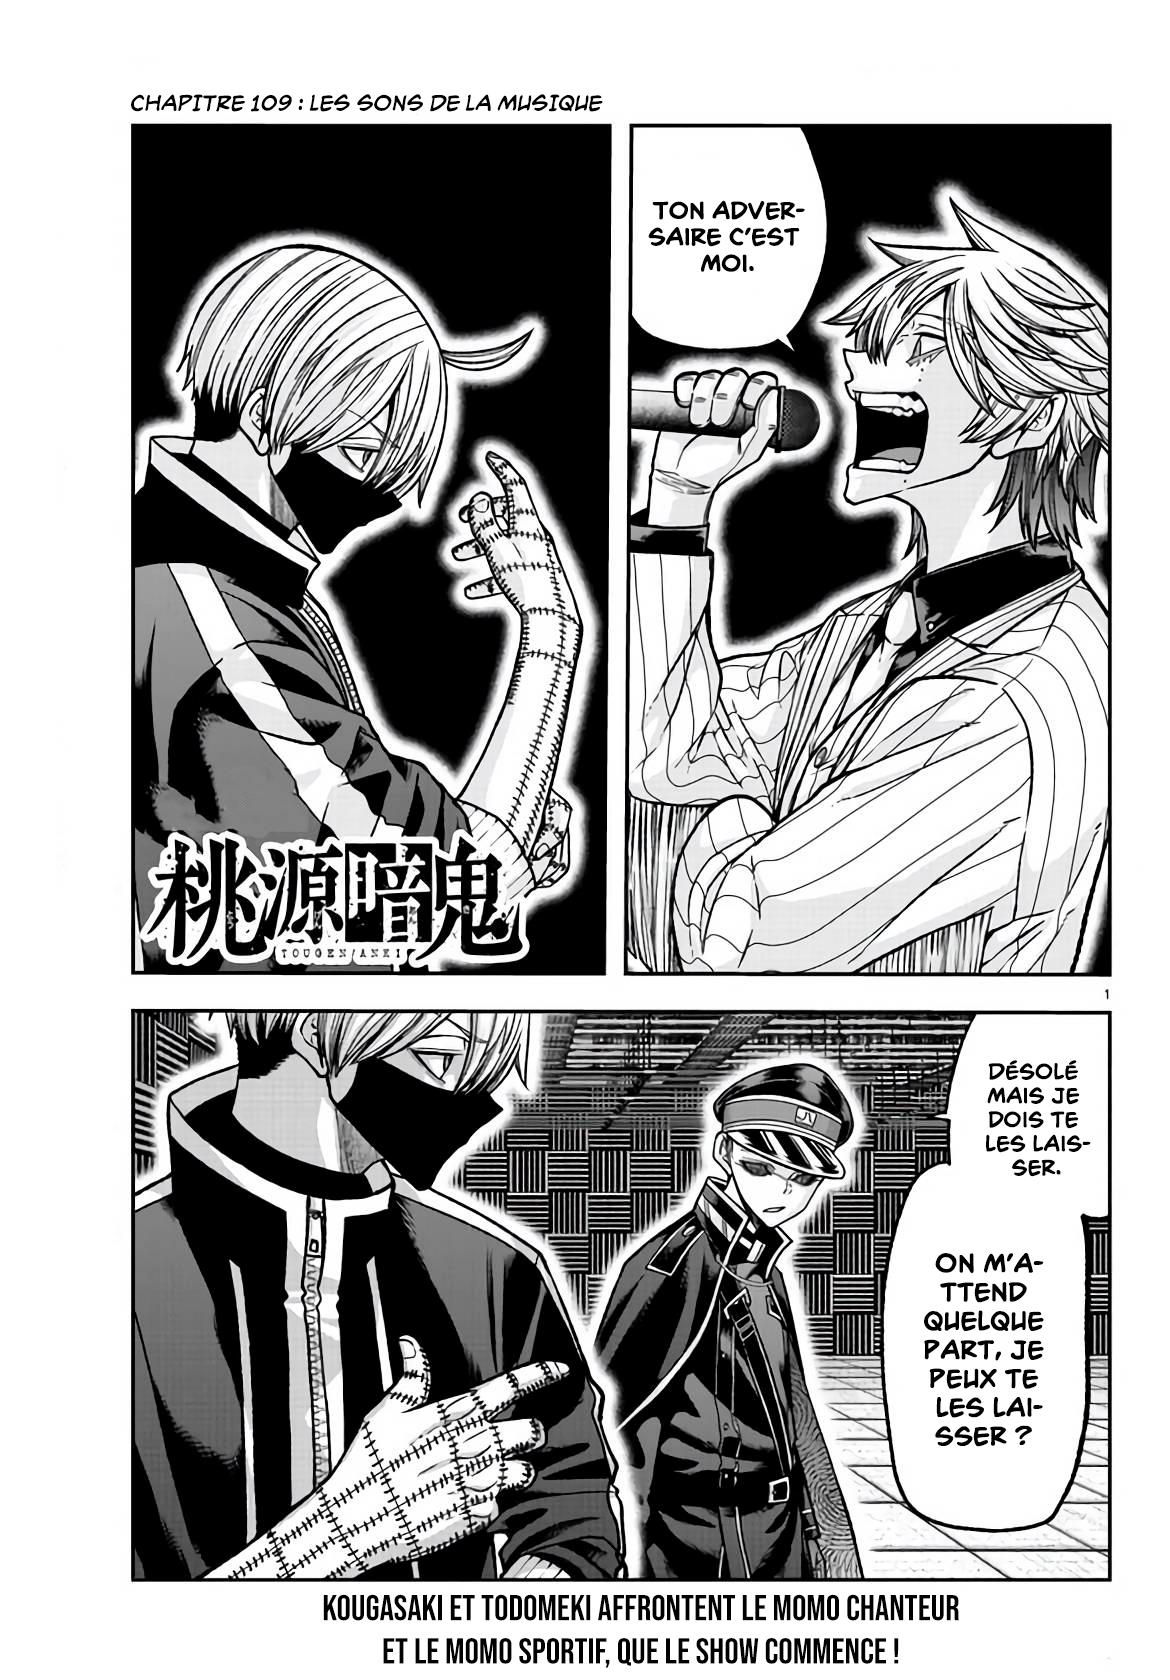 CHAPITRE 109 : LES SONS DE LA MUSIQUE
TON ADVER-
SAIRE C'EST
MOI.
桃源暗鬼
TOUGEN ANKI
1
DÉSOLÉ
MAIS JE
DOIS TE
LES LAIS-
SER.
ON M'A-
TTEND
QUELQUE
PART, JE
PEUX TE
LES LAI-
SSER ?
KOUGASAKI ET TODOMEKI AFFRONTENT LE MOMO CHANTEUR
ET LE MOMO SPORTIF, QUE LE SHOW COMMENCE !